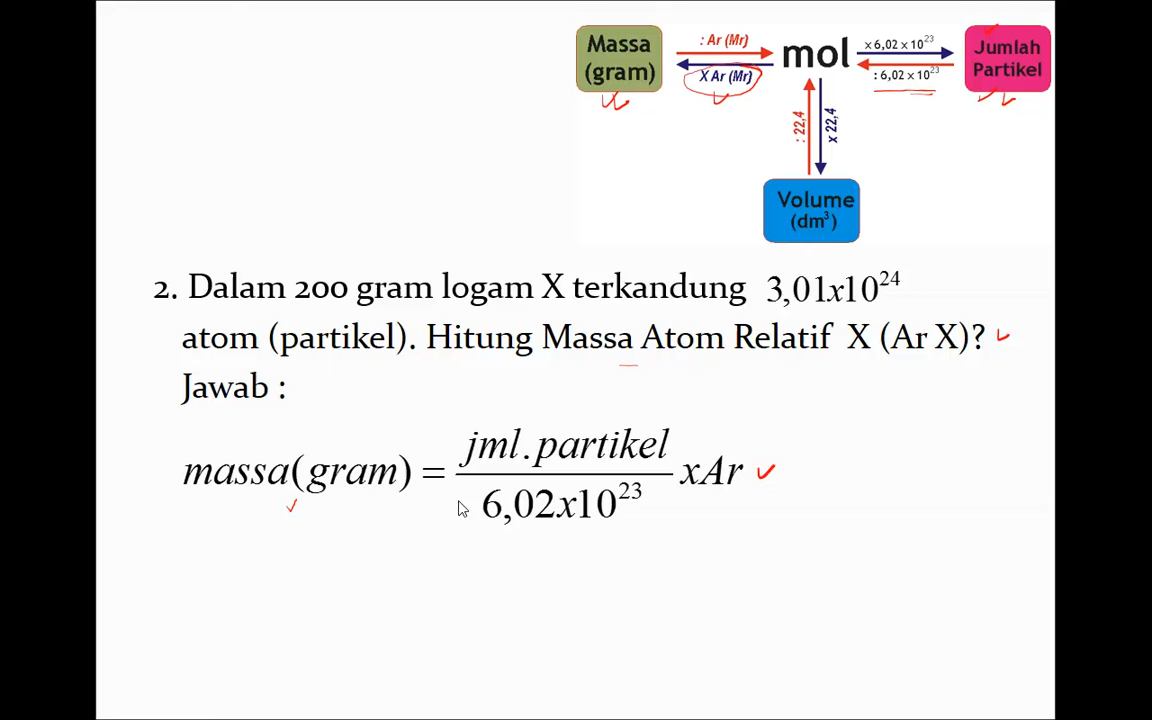 Massa
(gram)
: Ar (Mr)
X Ar (Mr)
mol
x 6,02 x 10²³
: 6,02 x 10²³
Jumlah
Partikel
: 22,4
x 22,4
Volume
(dm³)
2. Dalam 200 gram logam X terkandung 3,01x10²⁴
atom (partikel). Hitung Massa Atom Relatif X (Ar X)?
Jawab :
massa(gram) = jml.partikel / 6,02x10²³ xAr